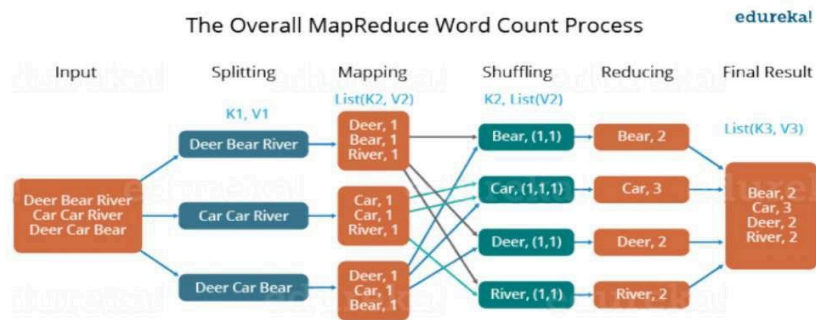 The Overall MapReduce Word Count Process
edureka!
Input
Splitting
Mapping
Shuffling
Reducing
Final Result
K1, V1
List(K2, V2)
K2, List(V2)
List(K3, V3)
Deer Bear River
Car Car River
Deer Car Bear
Deer Bear River
Car Car River
Deer Car Bear
Deer, 1
Bear, 1
River, 1
Car, 1
Car, 1
River, 1
Deer, 1
Car, 1
Bear, 1
Bear, (1,1)
Car, (1,1,1)
Deer, (1,1)
River, (1,1)
Bear, 2
Car, 3
Deer, 2
River, 2
Bear, 2
Car, 3
Deer, 2
River, 2